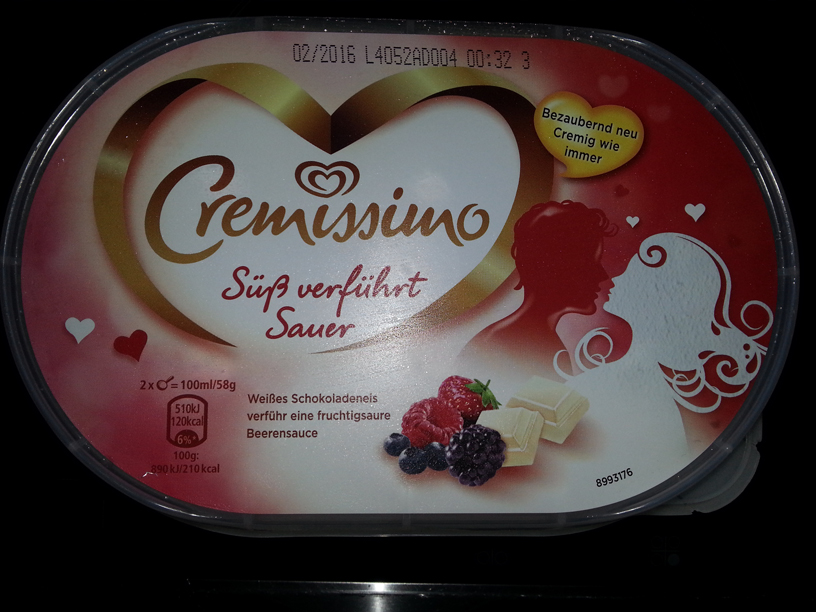 02/2016 L4052AD004 00:32 3
Bezaubernd neu
Cremig wie
immer
Cremissimo
Süß verführt
Sauer
2 x = 100ml/58g
510kJ
120kcal
6%*
100g:
890 kJ/210 kcal
Weißes Schokoladeneis
verführ eine fruchtigsaure
Beerensauce
8993176